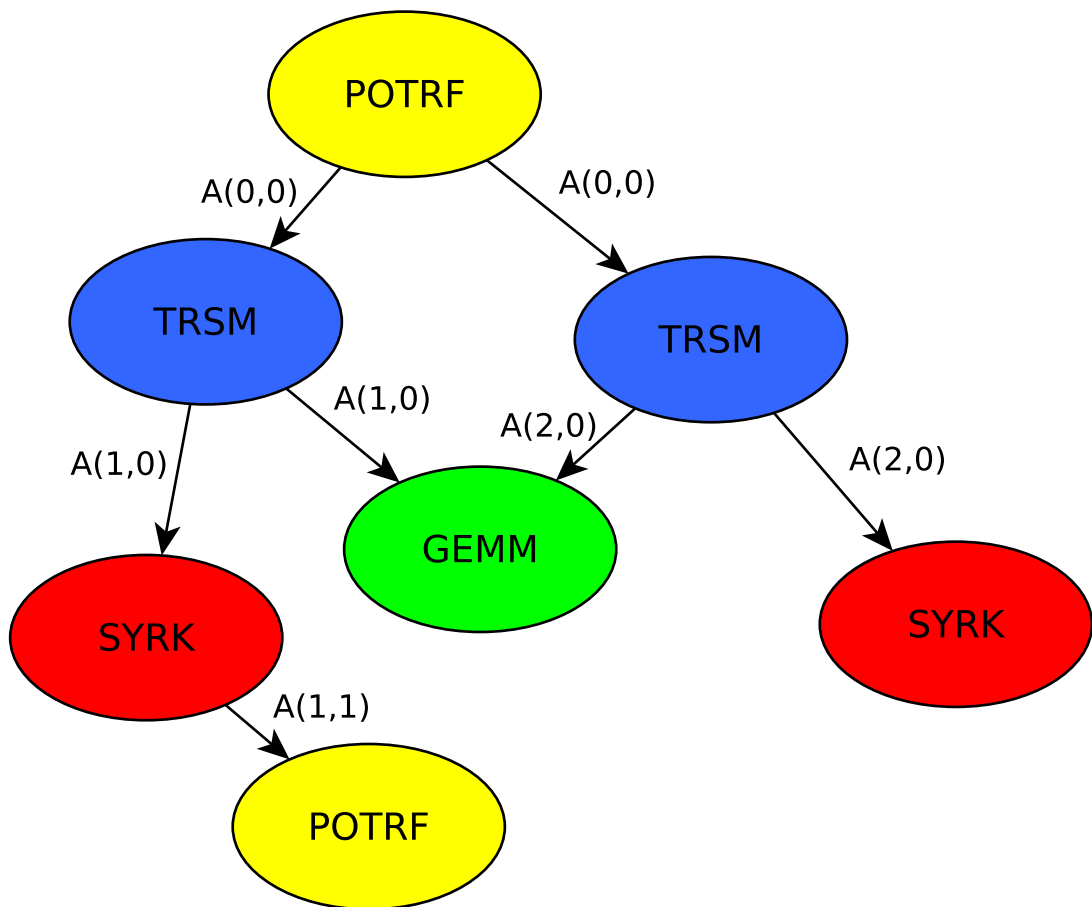 POTRF
A(0,0)
A(0,0)
TRSM
TRSM
A(1,0)
A(2,0)
A(1,0)
A(2,0)
GEMM
SYRK
SYRK
A(1,1)
POTRF